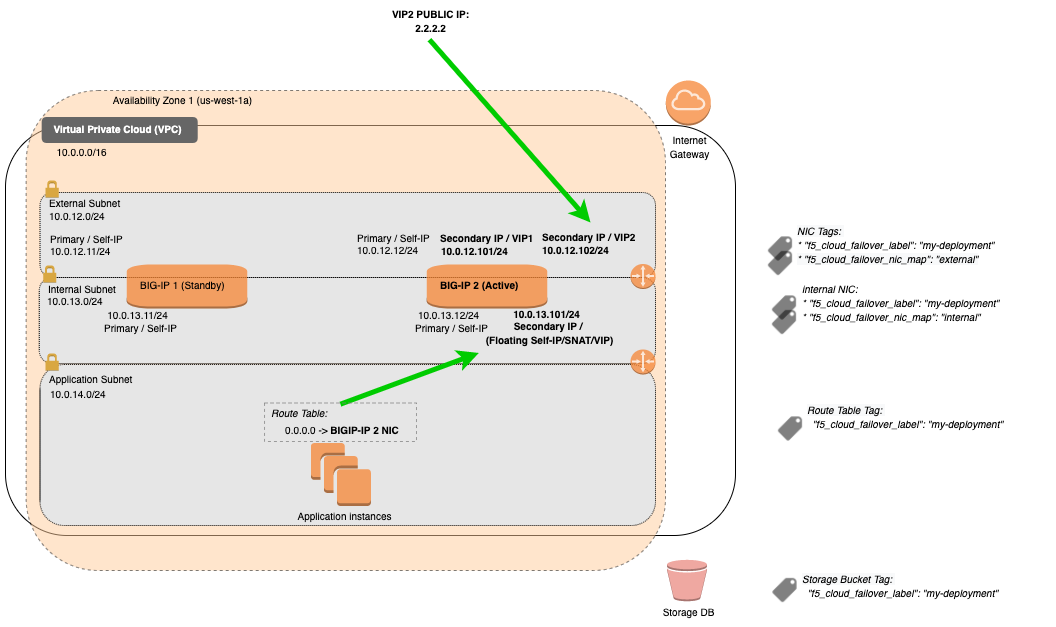 VIP2 PUBLIC IP:
2.2.2.2
Availability Zone 1 (us-west-1a)
Virtual Private Cloud (VPC)
10.0.0.0/16
Internet
Gateway
External Subnet
10.0.12.0/24
Primary / Self-IP
10.0.12.11/24
Primary / Self-IP
10.0.12.12/24
Secondary IP / VIP1
10.0.12.101/24
Secondary IP / VIP2
10.0.12.102/24
NIC Tags:
* "f5_cloud_failover_label": "my-deployment"
* "f5_cloud_failover_nic_map": "external"
Internal Subnet
10.0.13.0/24
BIG-IP 1 (Standby)
BIG-IP 2 (Active)
10.0.13.11/24
Primary / Self-IP
10.0.13.12/24
Primary / Self-IP
10.0.13.101/24
Secondary IP /
(Floating Self-IP/SNAT/VIP)
internal NIC:
* "f5_cloud_failover_label": "my-deployment"
* "f5_cloud_failover_nic_map": "internal"
Application Subnet
10.0.14.0/24
Route Table:
0.0.0.0 -> BIGIP-IP 2 NIC
Application instances
Route Table Tag:
"f5_cloud_failover_label": "my-deployment"
Storage DB
Storage Bucket Tag:
"f5_cloud_failover_label": "my-deployment"